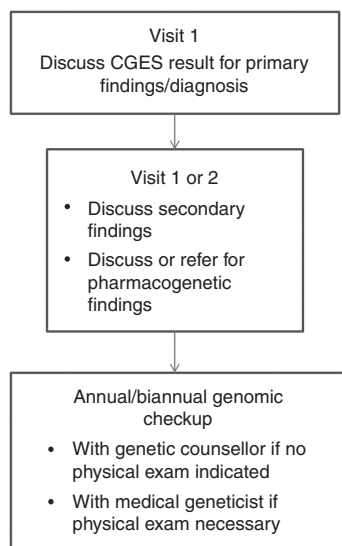 Visit 1
Discuss CGES result for primary
findings/diagnosis
Visit 1 or 2
• Discuss secondary
findings
• Discuss or refer for
pharmacogenetic
findings
Annual/biannual genomic
checkup
• With genetic counsellor if no
physical exam indicated
• With medical geneticist if
physical exam necessary